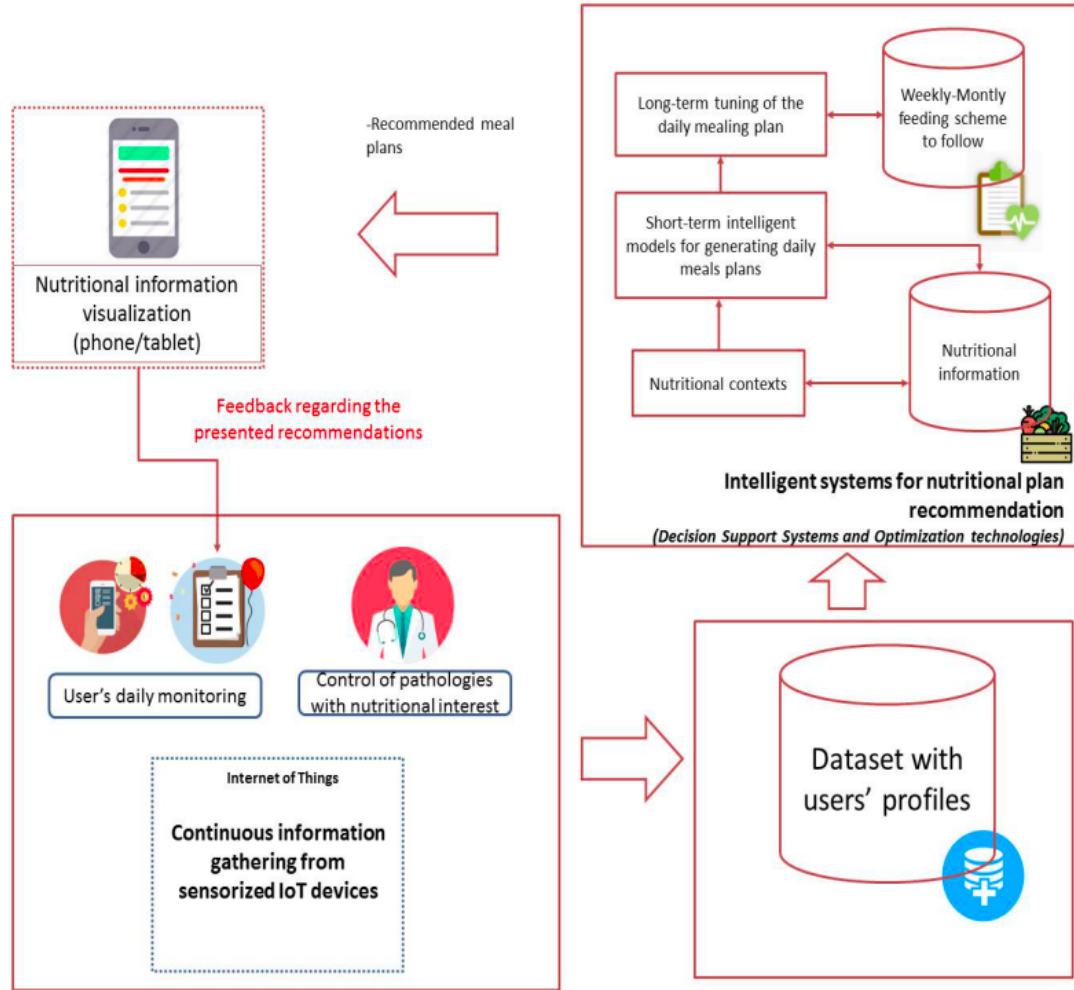 -Recommended meal
plans
Nutritional information
visualization
(phone/tablet)
Feedback regarding the
presented recommendations
Long-term tuning of the
daily mealing plan
Weekly-Montly
feeding scheme
to follow
Short-term intelligent
models for generating daily
meals plans
Nutritional contexts
Nutritional
information
Intelligent systems for nutritional plan
recommendation
(Decision Support Systems and Optimization technologies)
User's daily monitoring
Control of pathologies
with nutritional interest
Internet of Things
Continuous information
gathering from
sensorized IoT devices
Dataset with
users' profiles